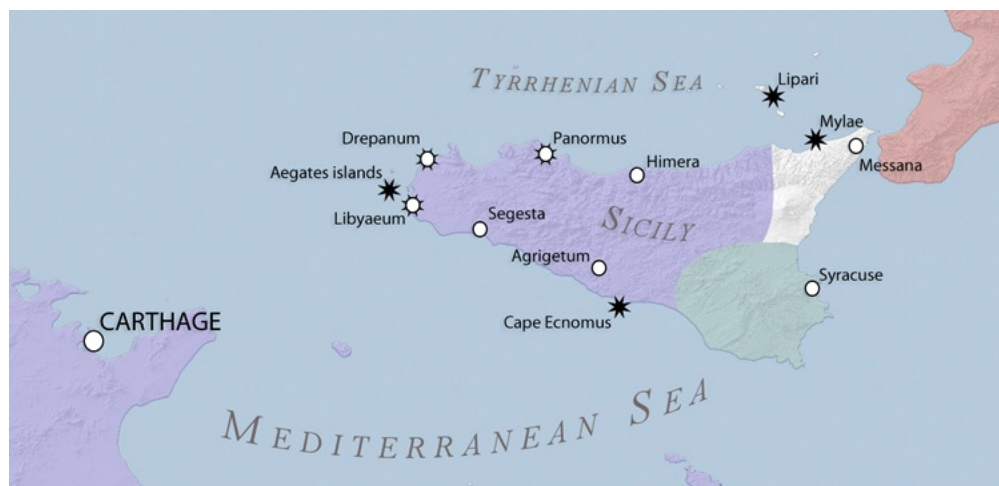 TYRRHENIAN SEA
Lipari
Mylae
Messana
Drepanum
Panormus
Himera
Aegates islands
Libyaeum
Segesta
SICILY
Agrigetum
Syracuse
Cape Ecnomus
CARTHAGE
MEDITERRANEAN SEA